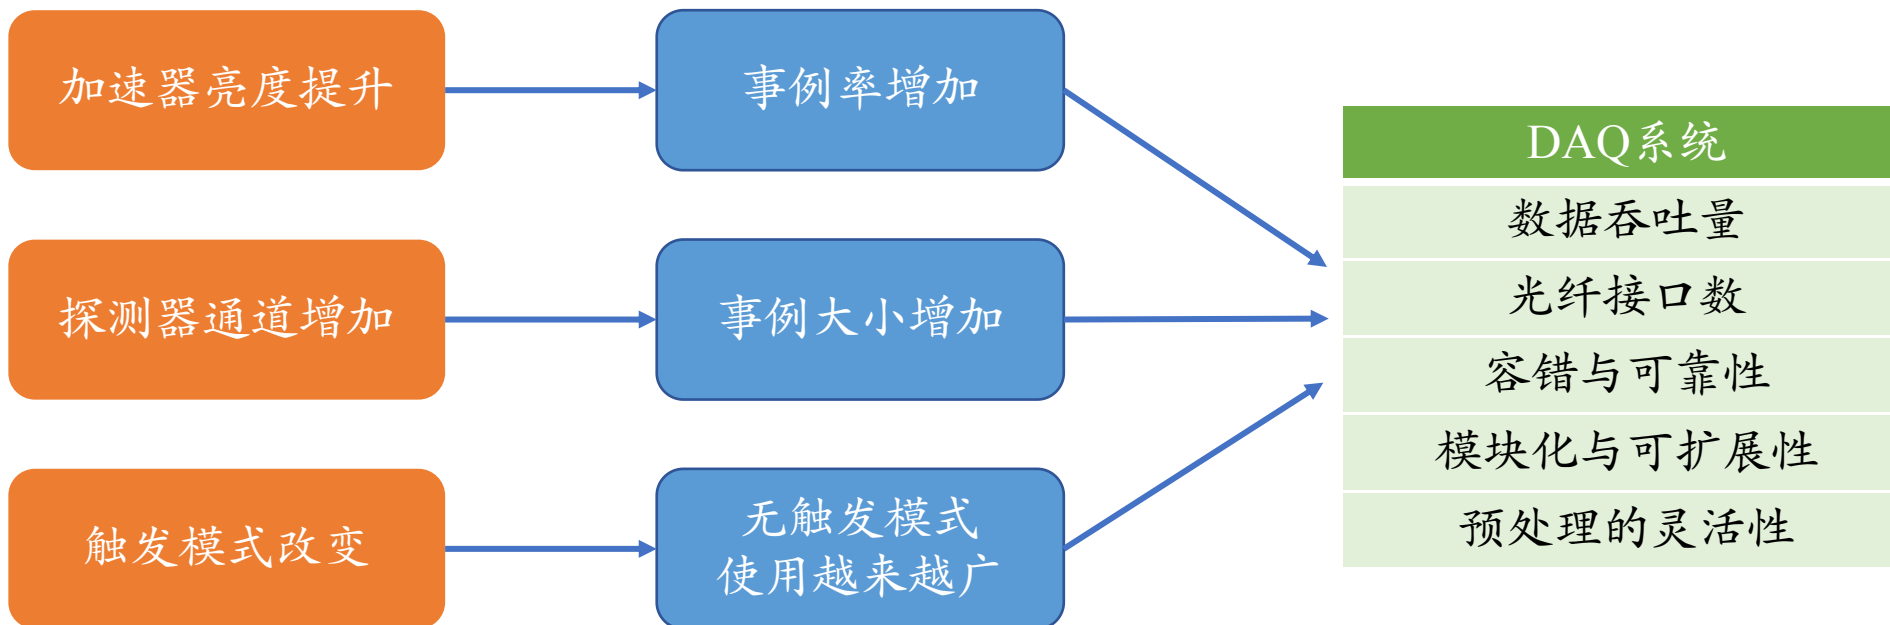 加速器亮度提升
事例率增加
探测器通道增加
事例大小增加
触发模式改变
无触发模式
使用越来越广
DAQ系统
数据吞吐量
光纤接口数
容错与可靠性
模块化与可扩展性
预处理的灵活性